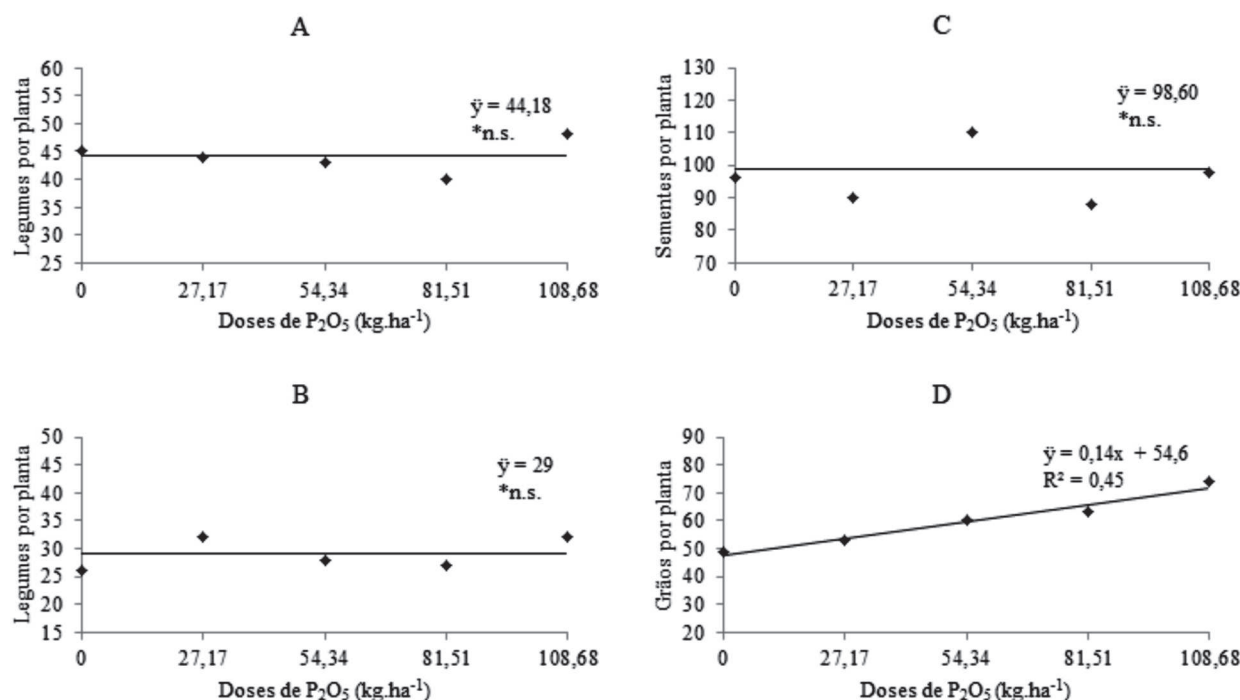 A
Legumes por planta
60
55
50
45
40
35
30
25
ÿ = 44,18
*n.s.
0 27,17 54,34 81,51 108,68
Doses de P₂O₅ (kg.ha⁻¹)
C
Sementes por planta
130
120
110
100
90
80
70
ÿ = 98,60
*n.s.
0 27,17 54,34 81,51 108,68
Doses de P₂O₅ (kg.ha⁻¹)
B
Legumes por planta
50
45
40
35
30
25
20
15
ÿ = 29
*n.s.
0 27,17 54,34 81,51 108,68
Doses de P₂O₅ (kg.ha⁻¹)
D
Grãos por planta
90
80
70
60
50
40
30
20
ÿ = 0,14x + 54,6
R² = 0,45
0 27,17 54,34 81,51 108,68
Doses de P₂O₅ (kg.ha⁻¹)